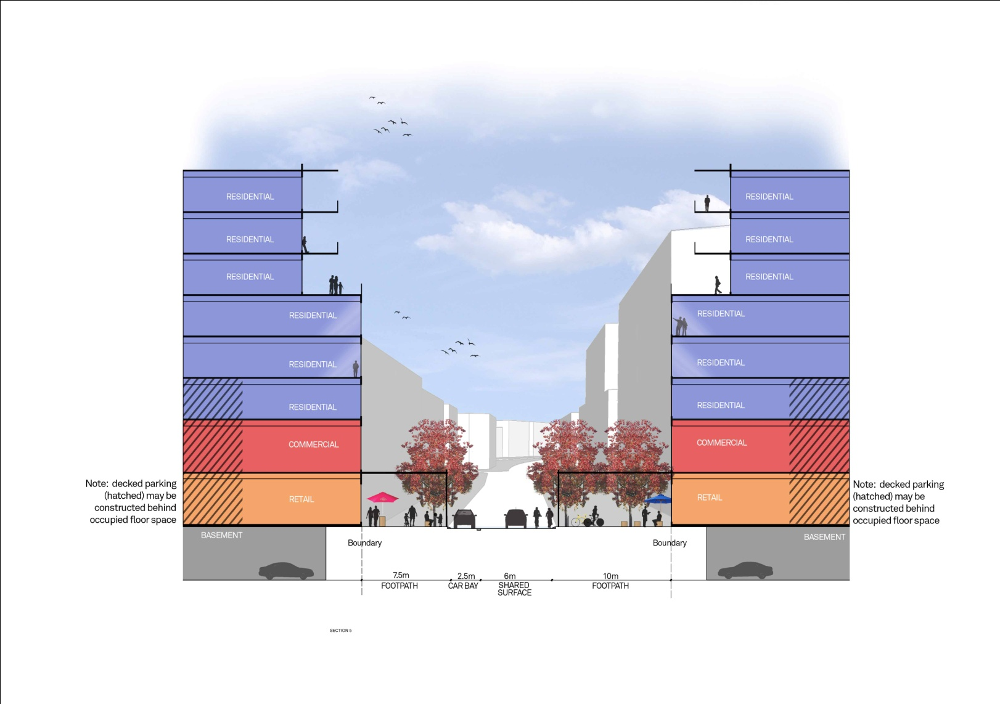 RESIDENTIAL
RESIDENTIAL
RESIDENTIAL
RESIDENTIAL
RESIDENTIAL
RESIDENTIAL
RESIDENTIAL
RESIDENTIAL
RESIDENTIAL
RESIDENTIAL
RESIDENTIAL
RESIDENTIAL
COMMERCIAL
COMMERCIAL
Note: decked parking
(hatched) may be
constructed behind
occupied floor space
RETAIL
RETAIL
Note: decked parking
(hatched) may be
constructed behind
occupied floor space
BASEMENT
BASEMENT
Boundary
Boundary
7.5m
FOOTPATH
2.5m
CAR BAY
6m
SHARED
SURFACE
10m
FOOTPATH
SECTION 5